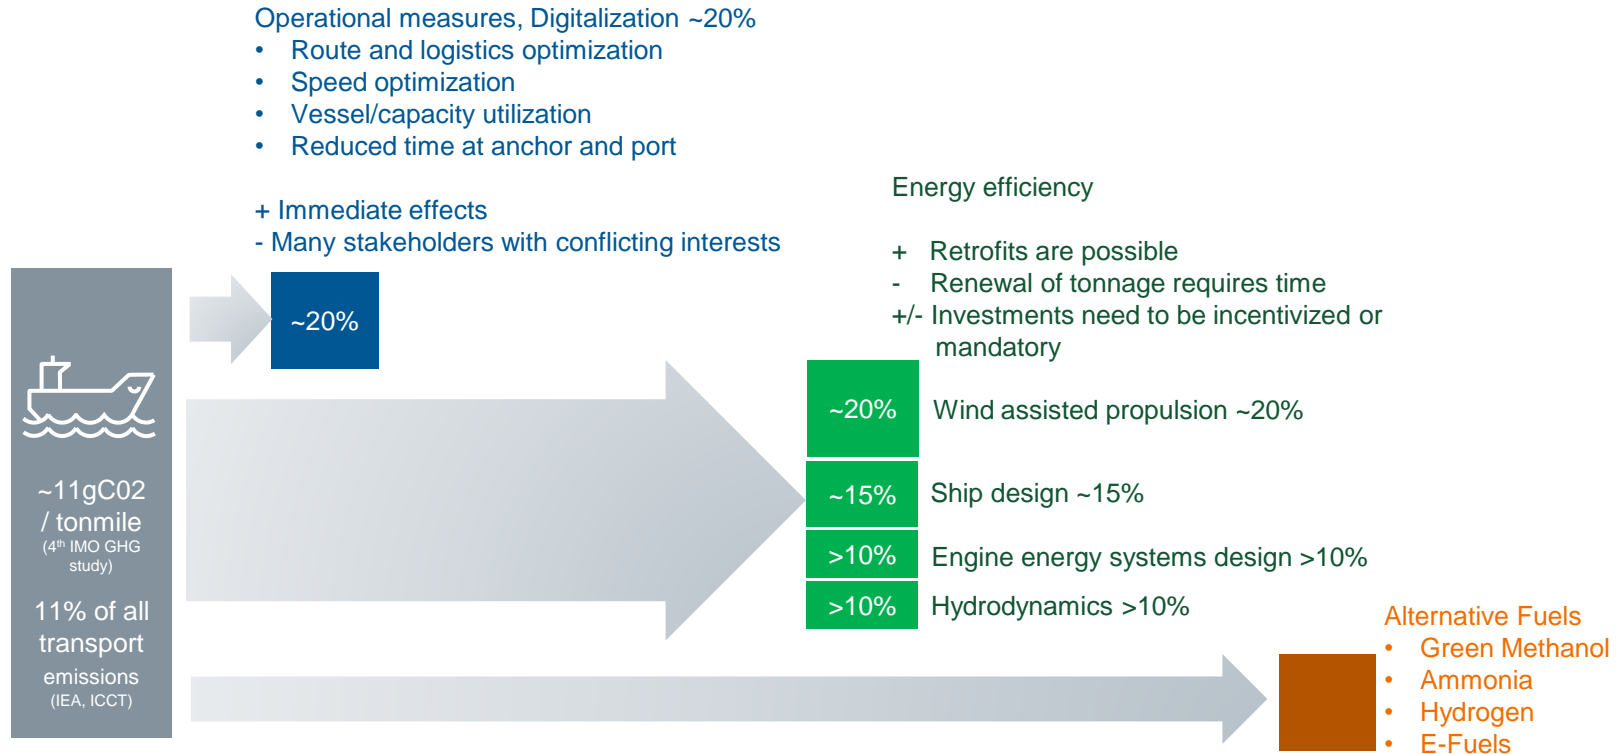 Operational measures, Digitalization ~20%
• Route and logistics optimization
• Speed optimization
• Vessel/capacity utilization
• Reduced time at anchor and port
+ Immediate effects
- Many stakeholders with conflicting interests
~20%
Energy efficiency
+ Retrofits are possible
- Renewal of tonnage requires time
+/- Investments need to be incentivized or
mandatory
~20%
Wind assisted propulsion ~20%
~15%
Ship design ~15%
>10%
Engine energy systems design >10%
>10%
Hydrodynamics >10%
~11gC02
/ tonmile
(4th IMO GHG
study)
11% of all
transport
emissions
(IEA, ICCT)
Alternative Fuels
• Green Methanol
• Ammonia
• Hydrogen
• E-Fuels